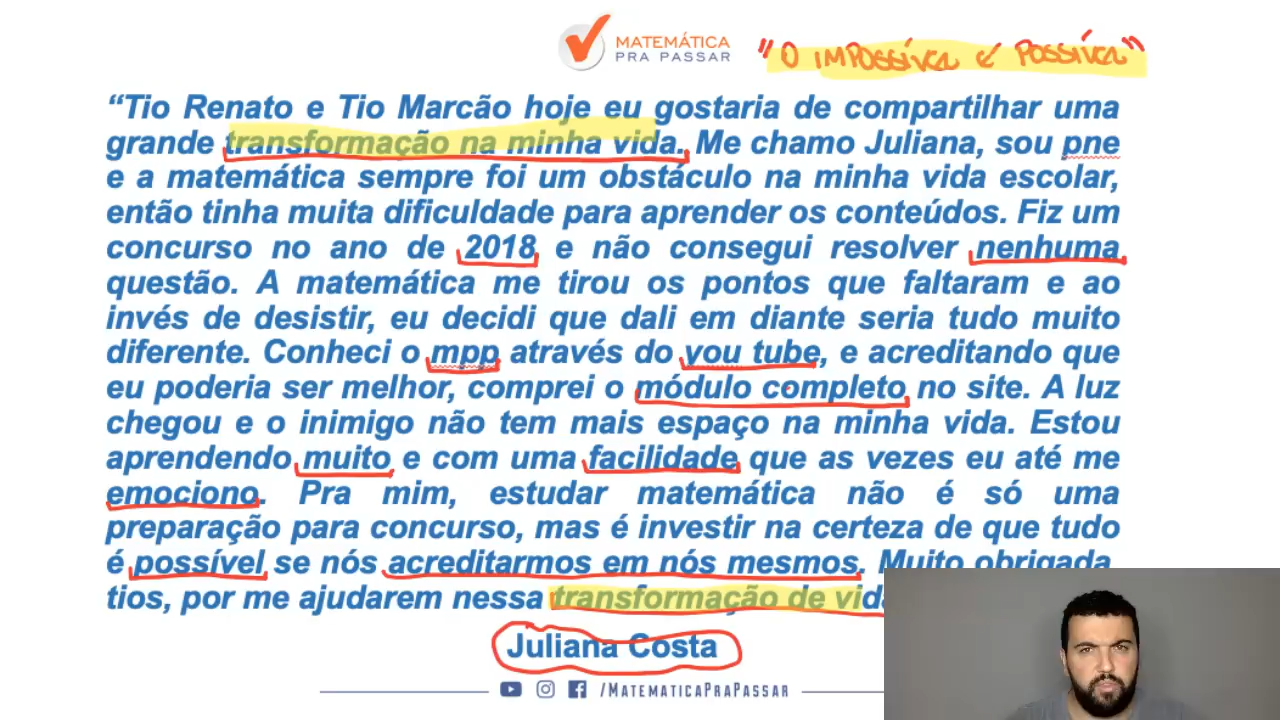 MATEMÁTICA
PRA PASSAR
"O IMPOSSÍVEL É POSSÍVEL"
“Tio Renato e Tio Marcão hoje eu gostaria de compartilhar uma
grande transformação na minha vida. Me chamo Juliana, sou pne
e a matemática sempre foi um obstáculo na minha vida escolar,
então tinha muita dificuldade para aprender os conteúdos. Fiz um
concurso no ano de 2018 e não consegui resolver nenhuma
questão. A matemática me tirou os pontos que faltaram e ao
invés de desistir, eu decidi que dali em diante seria tudo muito
diferente. Conheci o mpp através do you tube, e acreditando que
eu poderia ser melhor, comprei o módulo completo no site. A luz
chegou e o inimigo não tem mais espaço na minha vida. Estou
aprendendo muito e com uma facilidade que as vezes eu até me
emociono. Pra mim, estudar matemática não é só uma
preparação para concurso, mas é investir na certeza de que tudo
é possível se nós acreditarmos em nós mesmos. Muito obrigada,
tios, por me ajudarem nessa transformação de
Juliana Costa
/MATEMATICAPRAPASSAR